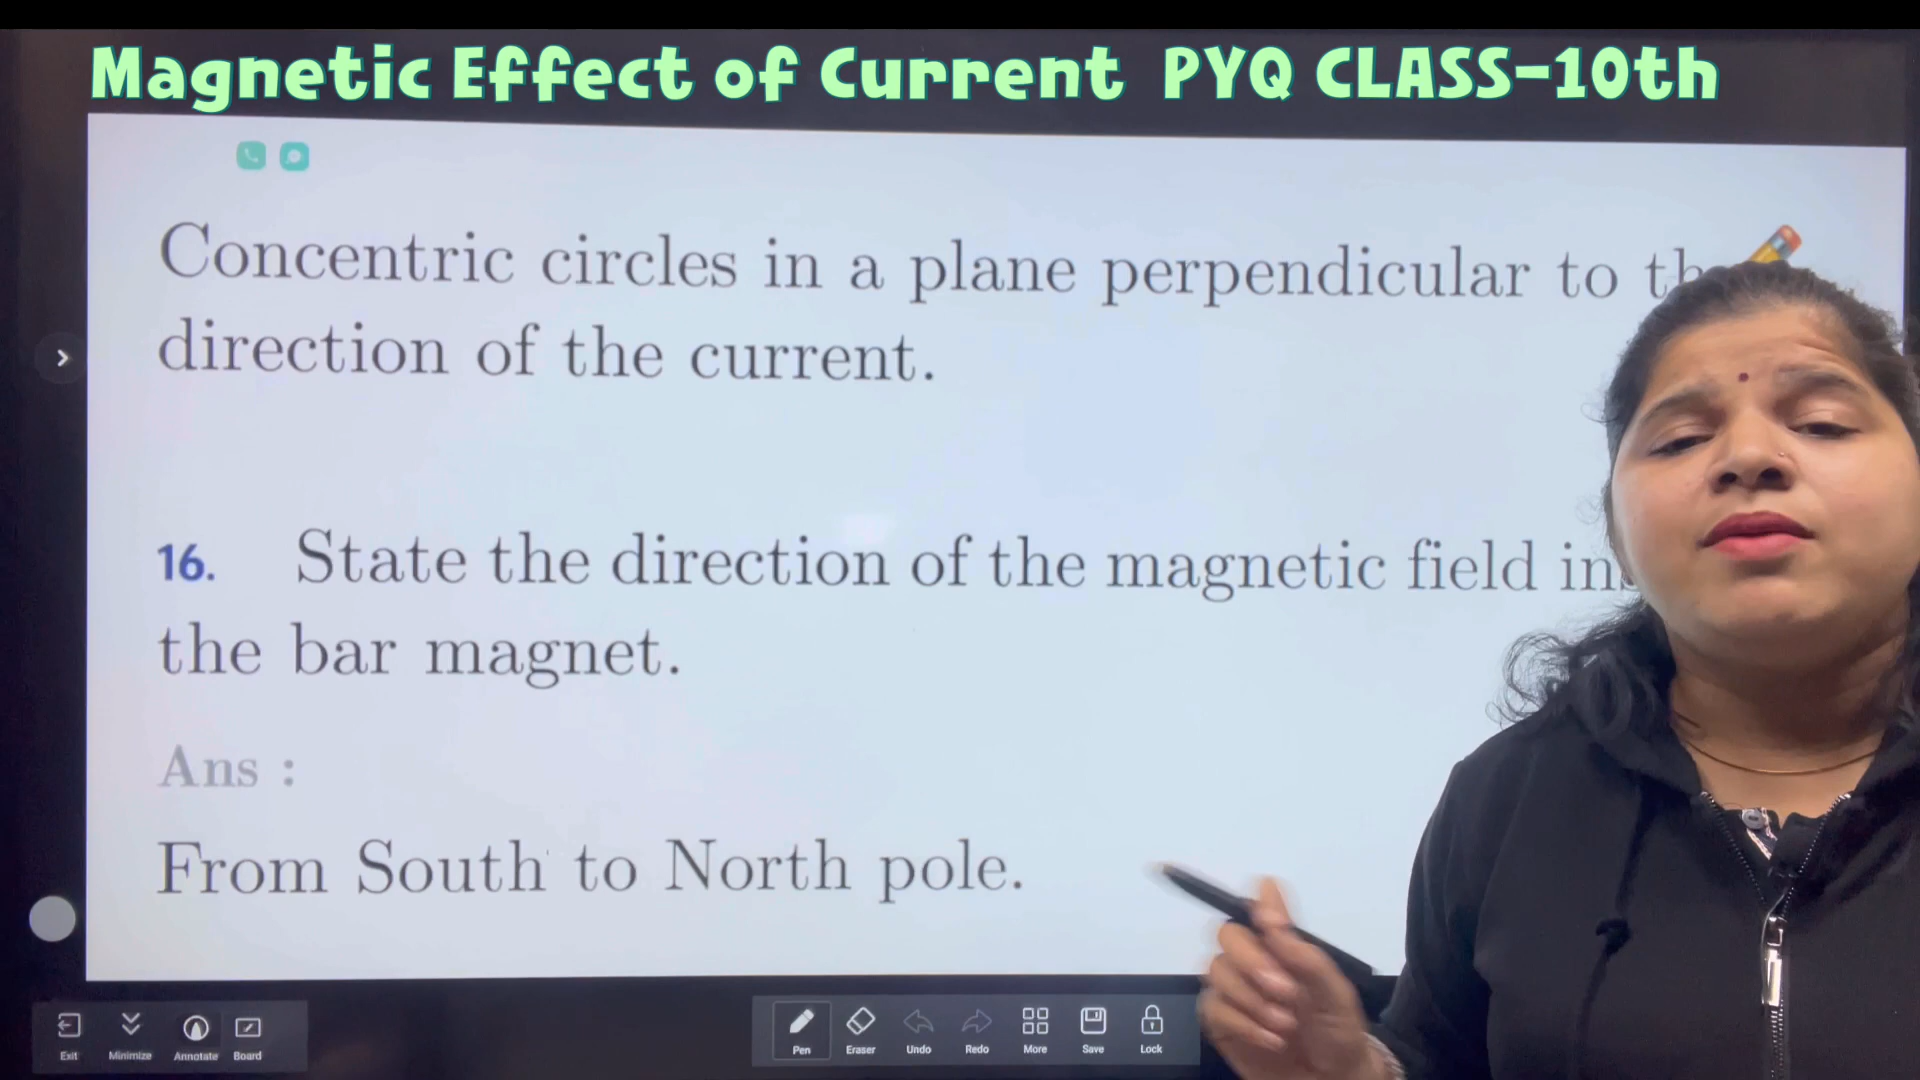 Magnetic Effect of Current PYQ CLASS-10th
Concentric circles in a plane perpendicular to
direction of the current.
16. State the direction of the magnetic field
the bar magnet.
Ans :
From South to North pole.
Exit Minimize Annotate Board Pen Eraser Undo Redo More Save Lock